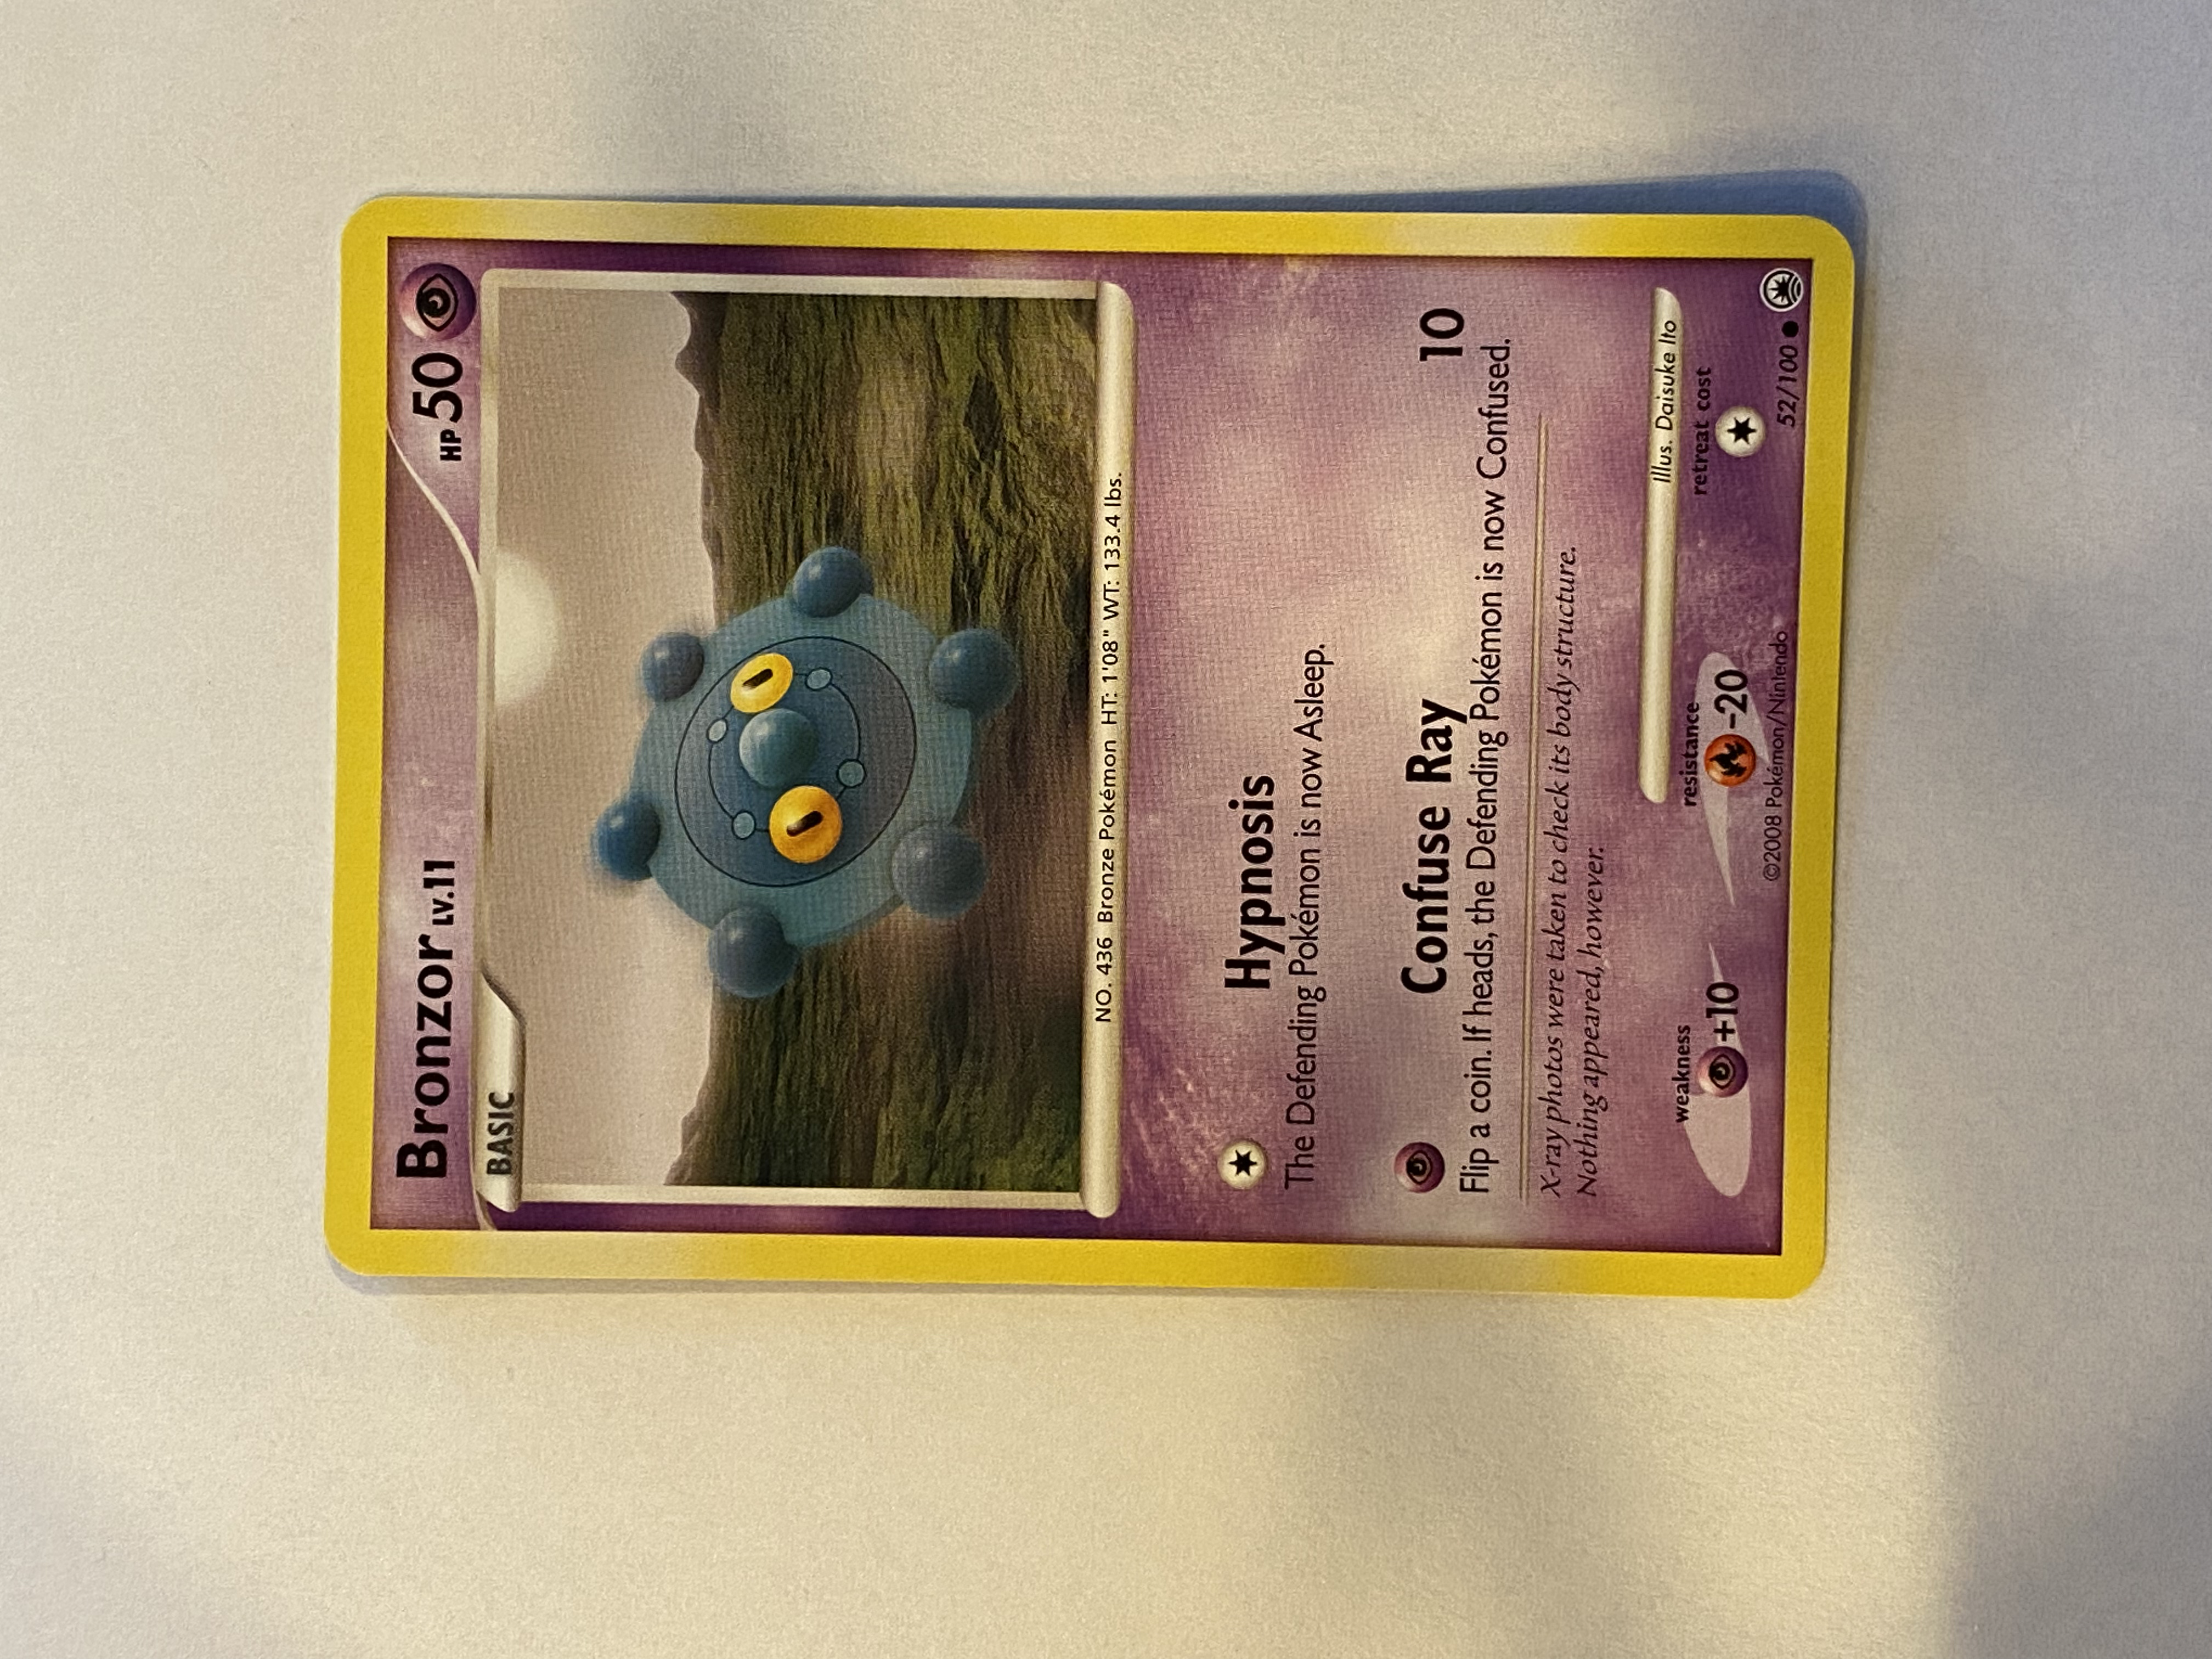 Bronzor LV.11 HP 50
BASIC
NO. 436 Bronze Pokémon HT: 1'08" WT: 133.4 lbs.
Hypnosis
The Defending Pokémon is now Asleep.
Confuse Ray 10
Flip a coin. If heads, the Defending Pokémon is now Confused.
X-ray photos were taken to check its body structure.
Nothing appeared, however.
Illus. Daisuke Ito
weakness resistance retreat cost
+10 -20
©2008 Pokémon/Nintendo 52/100